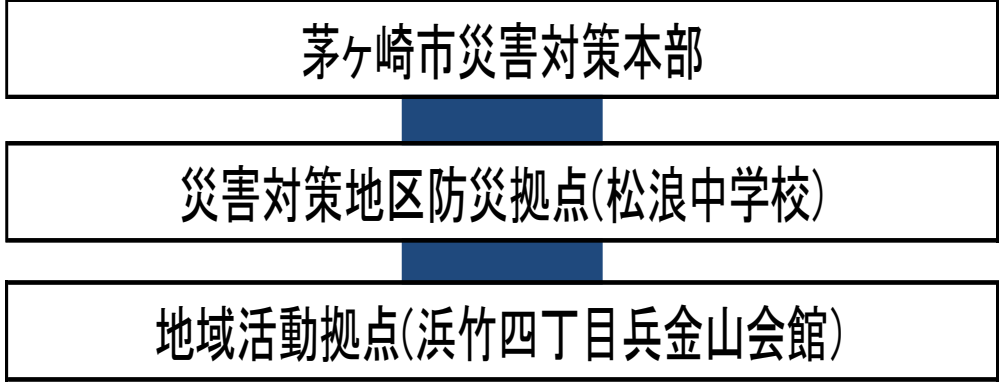 茅ヶ崎市災害対策本部
災害対策地区防災拠点(松浪中学校)
地域活動拠点(浜竹四丁目兵金山会館)